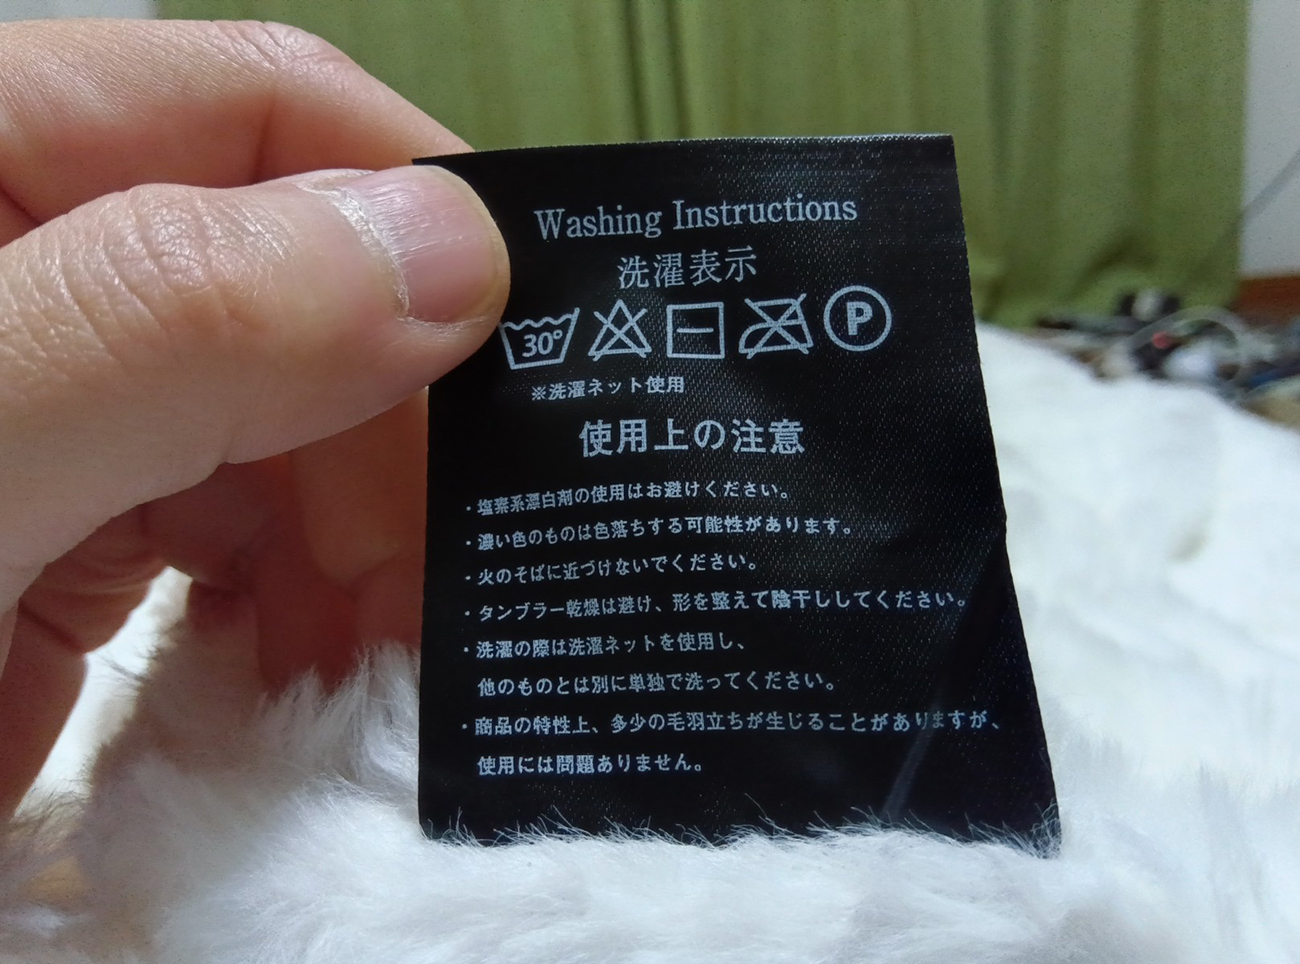 Washing Instructions
洗濯表示
30° P
※洗濯ネット使用
使用上の注意
・塩素系漂白剤の使用はお避けください。
・濃い色のものは色落ちする可能性があります。
・火のそばに近づけないでください。
・タンブラー乾燥は避け、形を整えて陰干ししてください。
・洗濯の際は洗濯ネットを使用し、
他のものとは別に単独で洗ってください。
・商品の特性上、多少の毛羽立ちが生じることがありますが、
使用には問題ありません。